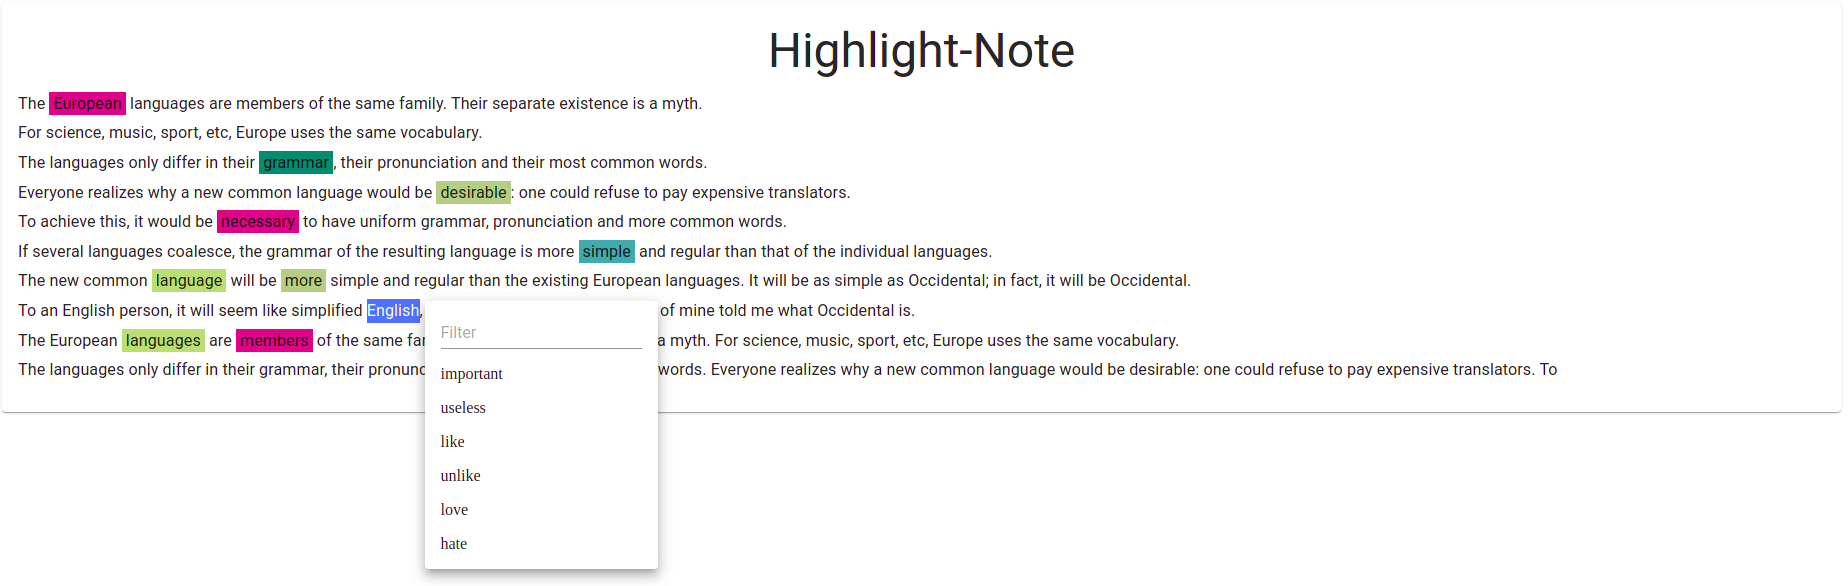 Highlight-Note
The European languages are members of the same family. Their separate existence is a myth.
For science, music, sport, etc, Europe uses the same vocabulary.
The languages only differ in their grammar, their pronunciation and their most common words.
Everyone realizes why a new common language would be desirable: one could refuse to pay expensive translators.
To achieve this, it would be necessary to have uniform grammar, pronunciation and more common words.
If several languages coalesce, the grammar of the resulting language is more simple and regular than that of the individual languages.
The new common language will be more simple and regular than the existing European languages. It will be as simple as Occidental; in fact, it will be Occidental.
To an English person, it will seem like simplified English, of mine told me what Occidental is.
The European languages are members of the same a myth. For science, music, sport, etc, Europe uses the same vocabulary.
The languages only differ in their grammar, their words. Everyone realizes why a new common language would be desirable: one could refuse to pay expensive translators. To
Filter
important
useless
like
unlike
love
hate